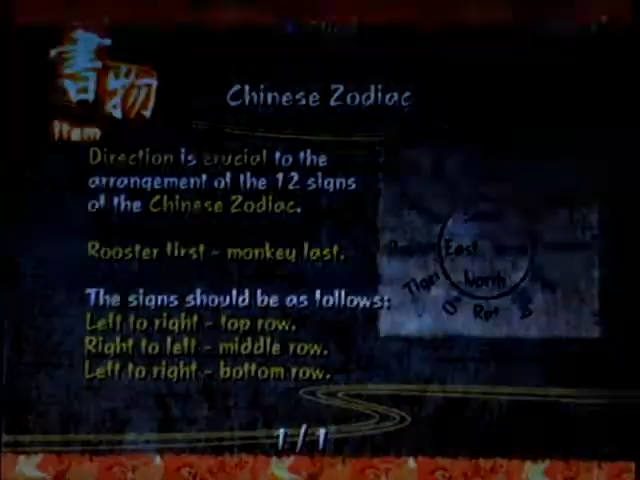 書物
Item
Chinese Zodiac
Direction is crucial to the
arrangement of the 12 signs
of the Chinese Zodiac.
Rooster first - monkey last.
The signs should be as follows:
Left to right - top row.
Right to left - middle row.
Left to right - bottom row.
East
North
Tiger
Rat
1/1